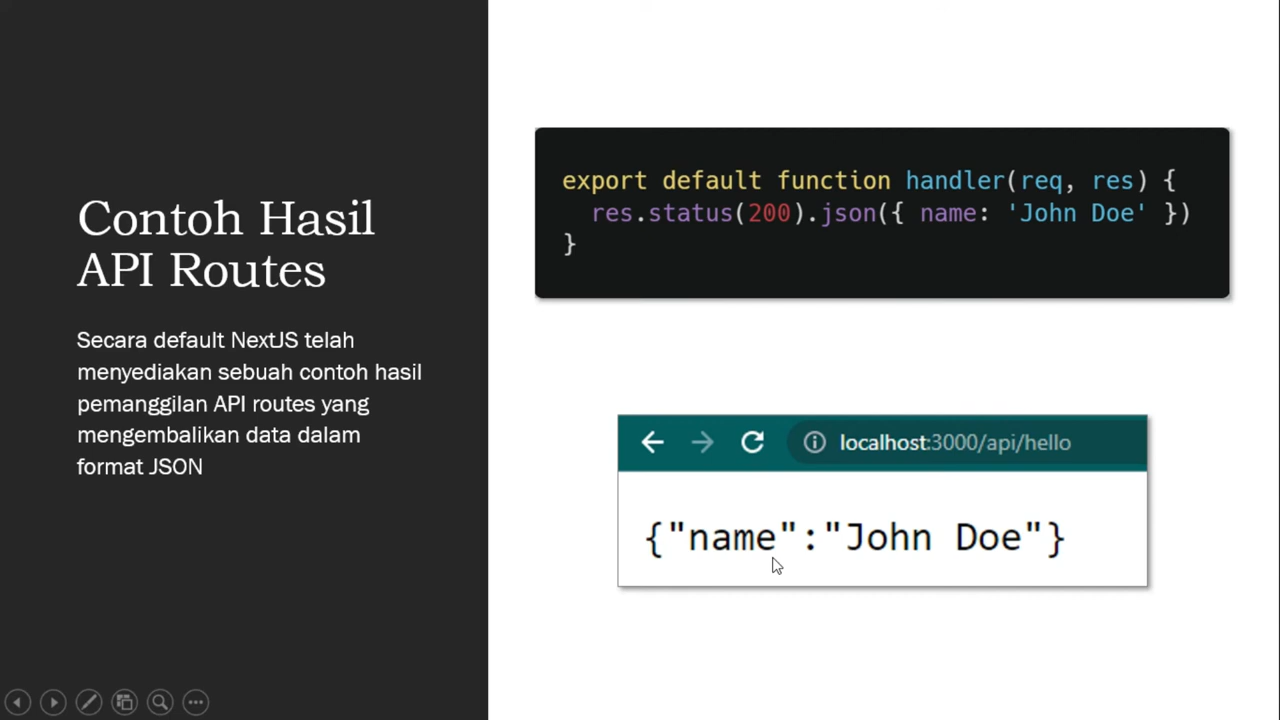 Contoh Hasil
API Routes
Secara default NextJS telah
menyediakan sebuah contoh hasil
pemanggilan API routes yang
mengembalikan data dalam
format JSON
export default function handler(req, res) {
  res.status(200).json({ name: 'John Doe' })
}
localhost:3000/api/hello
{"name":"John Doe"}